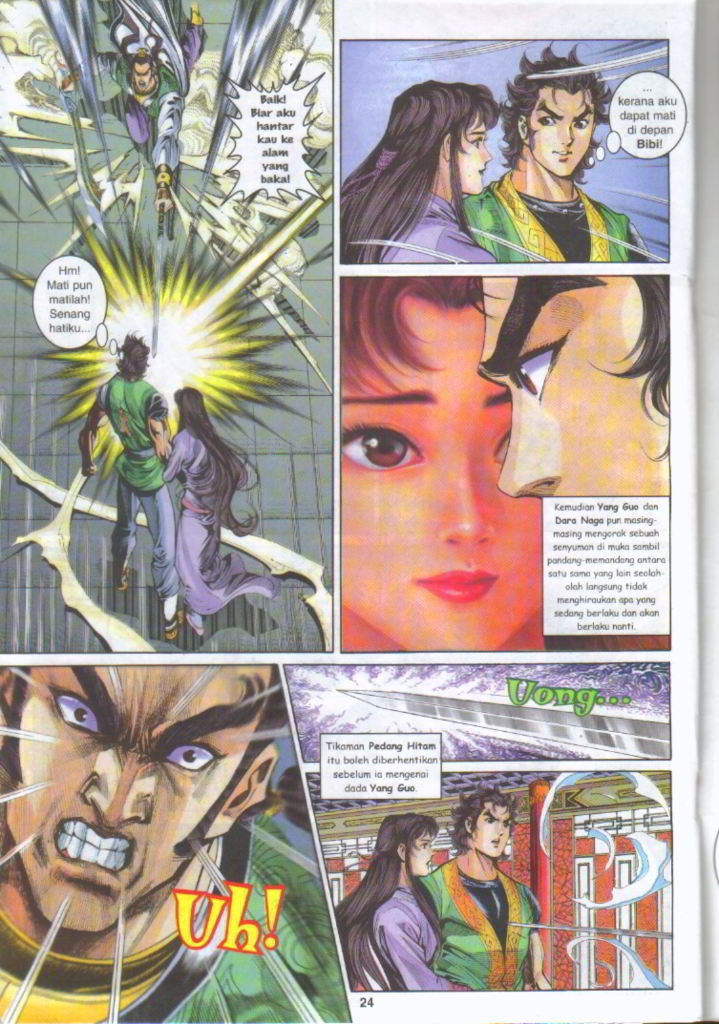 Baik!
Biar aku
hantar
kau ke
alam
yang
baka!
Hm!
Mati pun
matilah!
Senang
hatiku...
...
kerana aku
dapat mati
di depan
Bibi!
Kemudian Yang Guo dan
Dara Naga pun masing-
masing mengorak sebuah
senyuman di muka sambil
pandang-memandang antara
satu sama yang lain seolah-
olah langsung tidak
menghiraukan apa yang
sedang berlaku dan akan
berlaku nanti.
Uh!
Uong...
Tikaman Pedang Hitam
itu boleh diberhentikan
sebelum ia mengenai
dada Yang Guo.
24